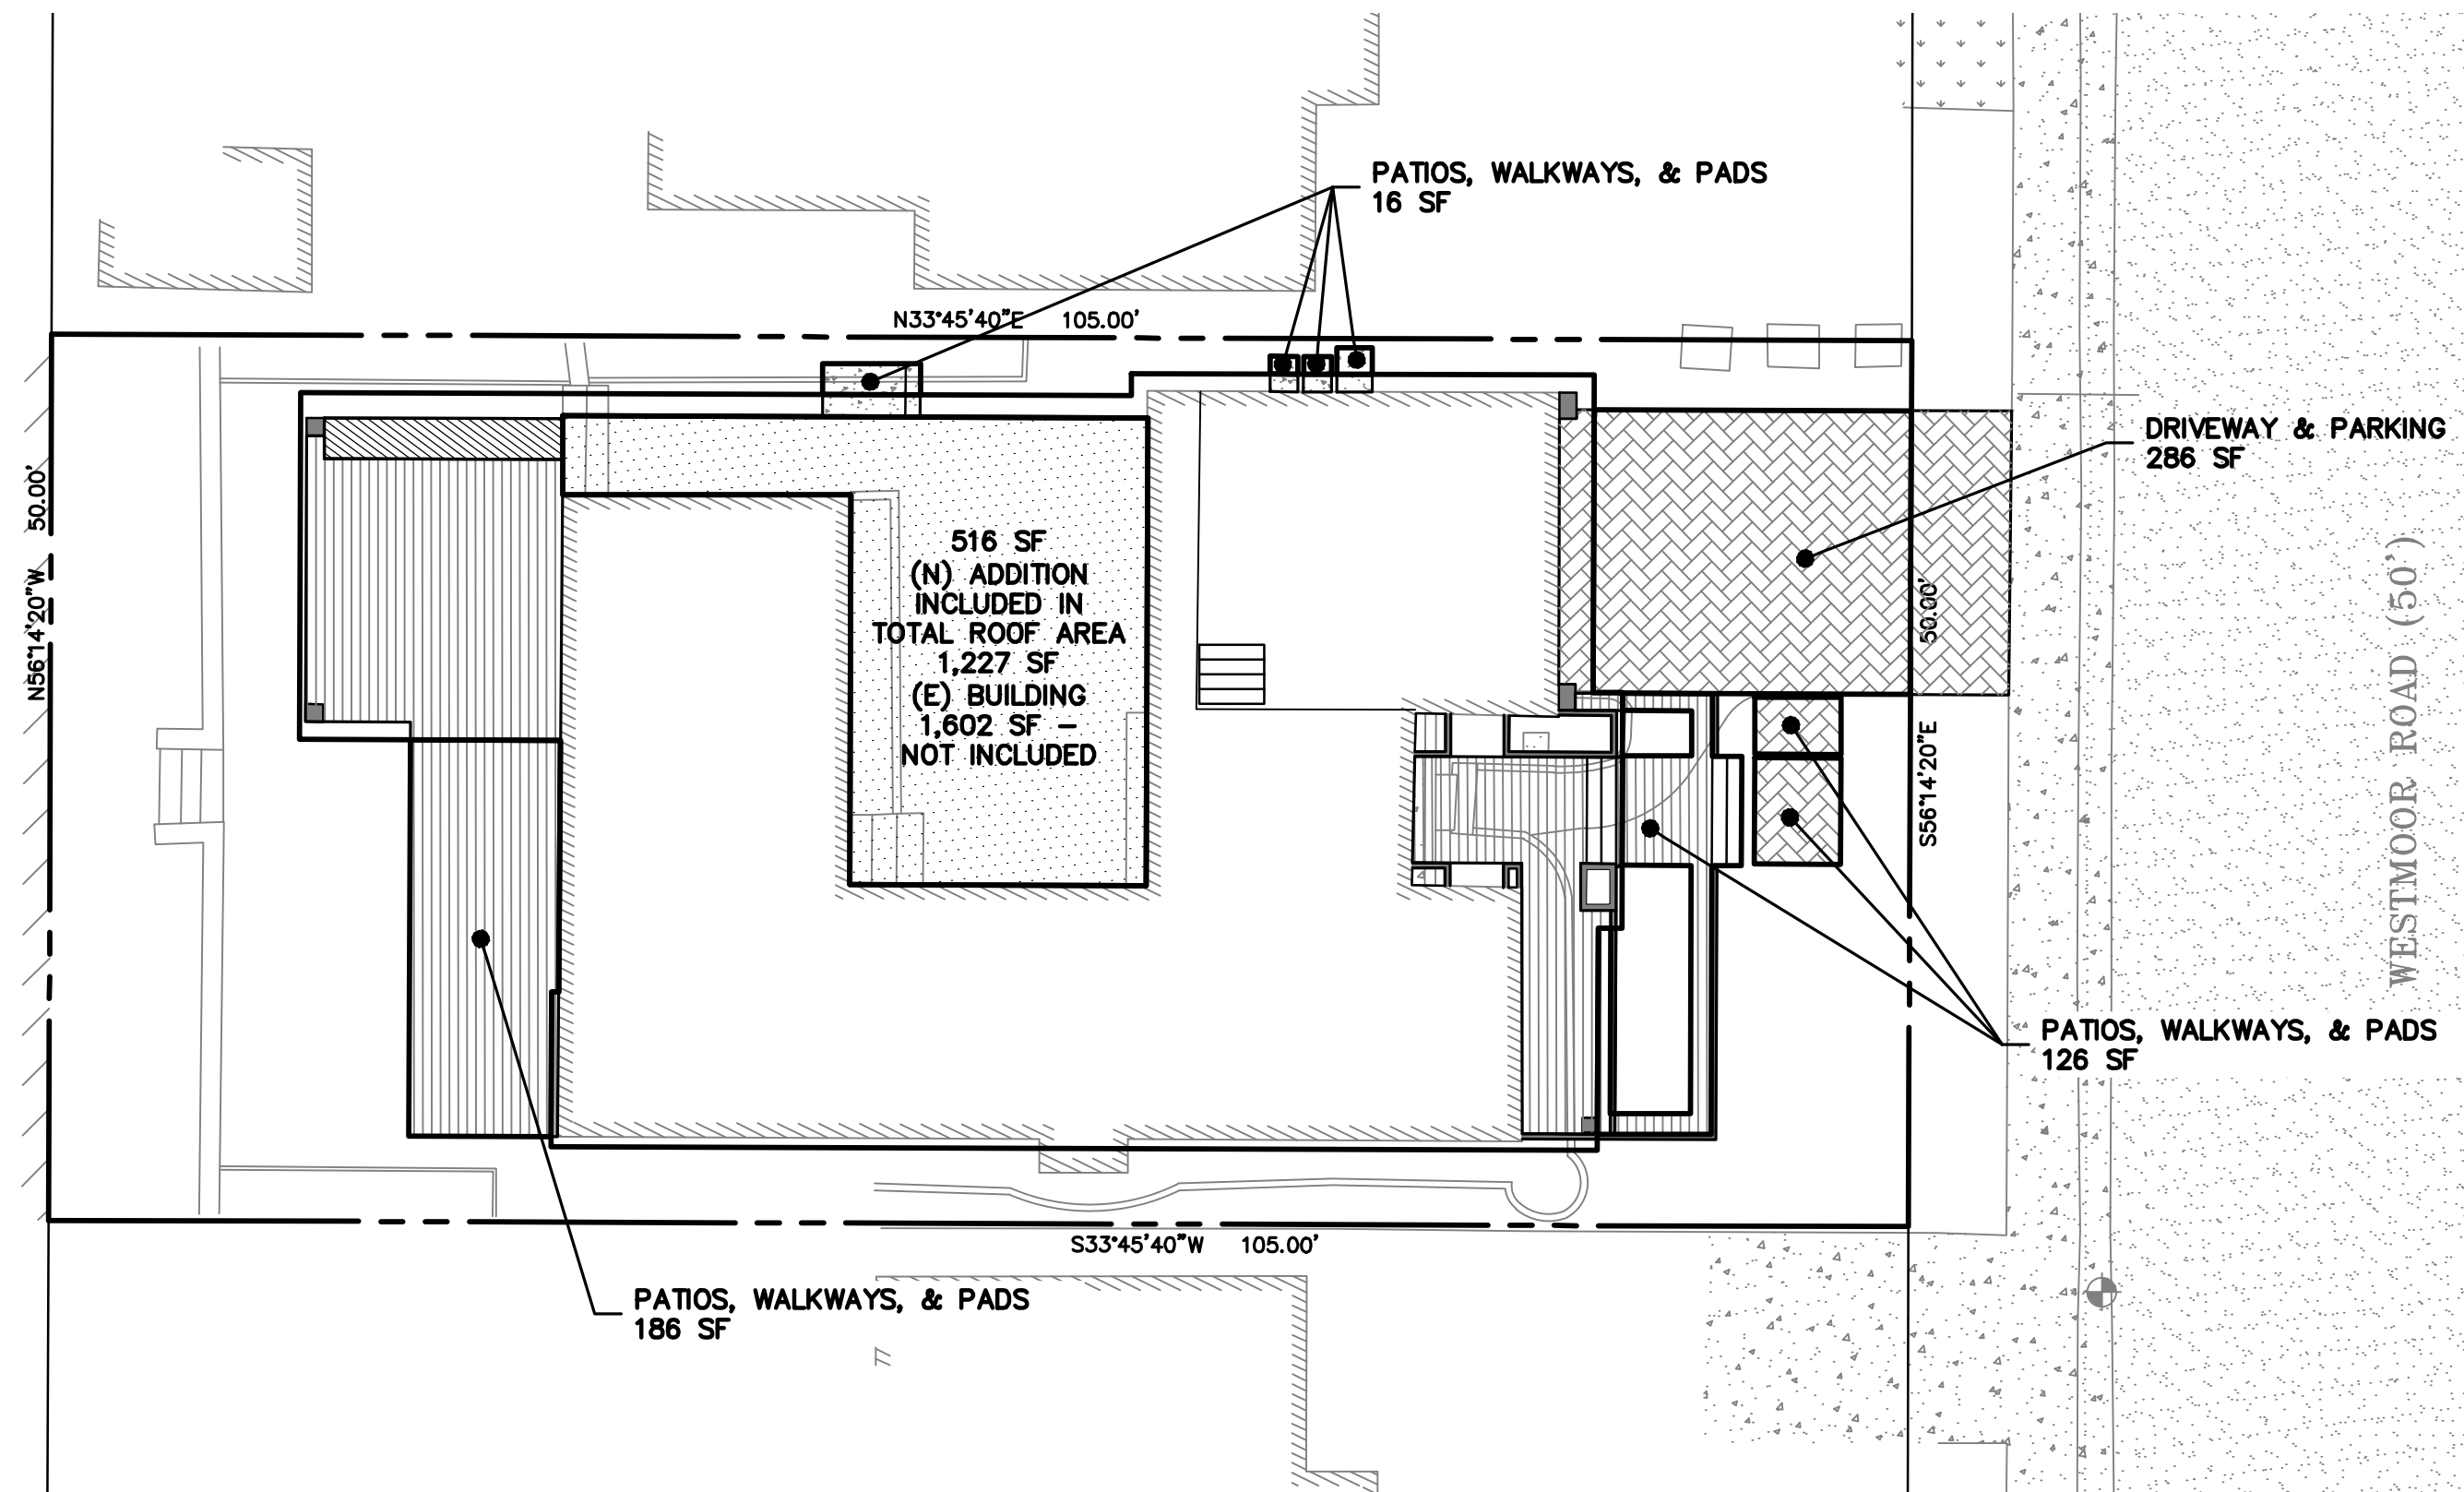 PATIOS, WALKWAYS, & PADS
16 SF
N33°45'40"E 105.00'
DRIVEWAY & PARKING
286 SF
N56°14'20"W 50.00'
516 SF
(N) ADDITION
INCLUDED IN
TOTAL ROOF AREA
1,227 SF
(E) BUILDING
1,602 SF –
NOT INCLUDED
50.00'
S56°14'20"E
WESTMOOR ROAD (50')
PATIOS, WALKWAYS, & PADS
126 SF
S33°45'40"W 105.00'
PATIOS, WALKWAYS, & PADS
186 SF